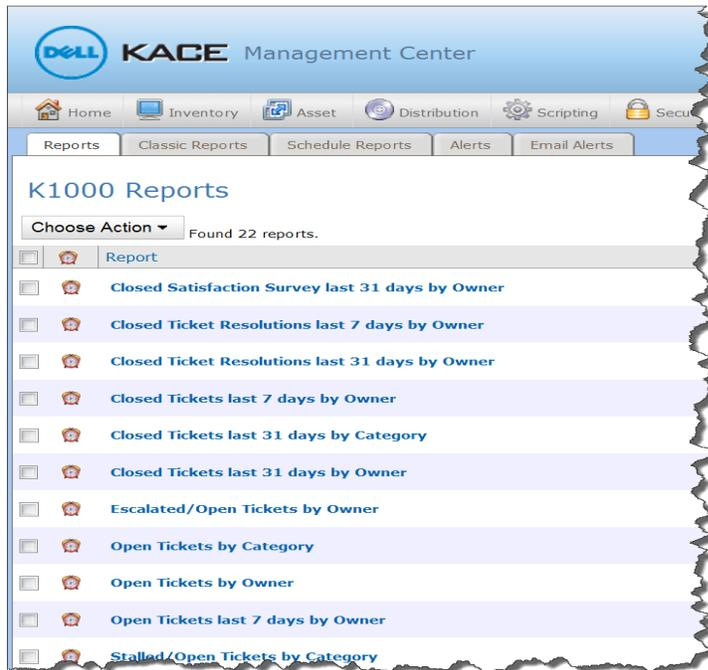 DELL KACE Management Center
Home Inventory Asset Distribution Scripting
Reports Classic Reports Schedule Reports Alerts Email Alerts
K1000 Reports
Choose Action Found 22 reports.
Report
Closed Satisfaction Survey last 31 days by Owner
Closed Ticket Resolutions last 7 days by Owner
Closed Ticket Resolutions last 31 days by Owner
Closed Tickets last 7 days by Owner
Closed Tickets last 31 days by Category
Closed Tickets last 31 days by Owner
Escalated/Open Tickets by Owner
Open Tickets by Category
Open Tickets by Owner
Open Tickets last 7 days by Owner
Stalled/Open Tickets by Category